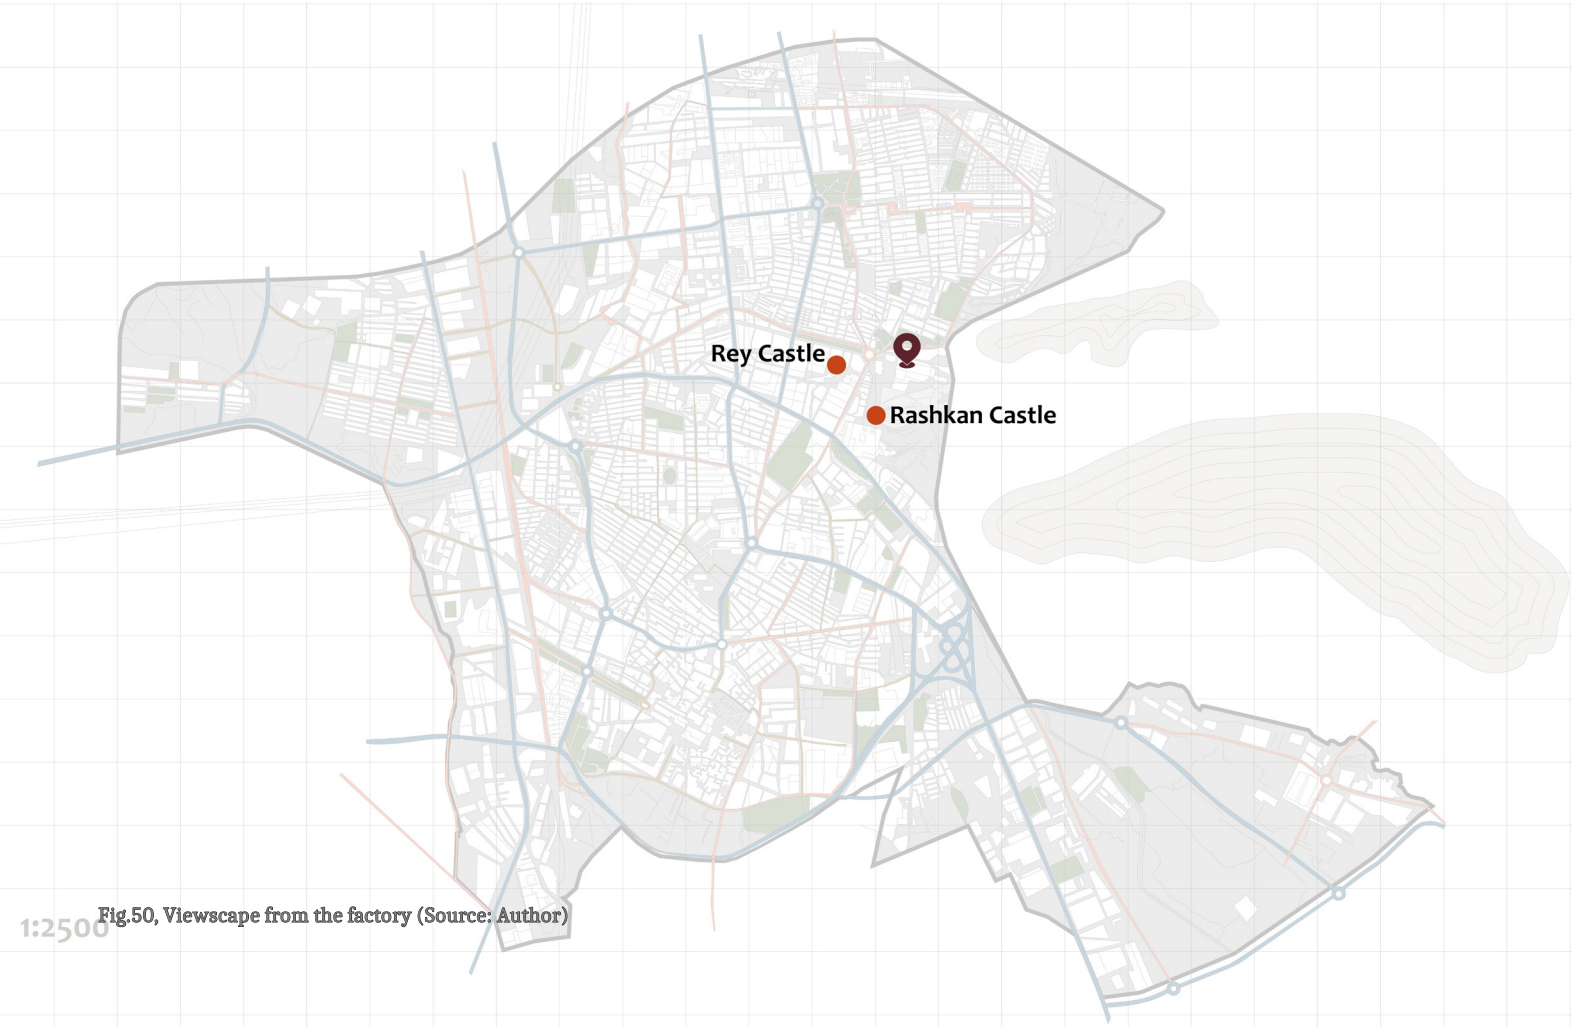 Rey Castle
Rashkan Castle
Fig.50, Viewscape from the factory (Source: Author)
1:2500